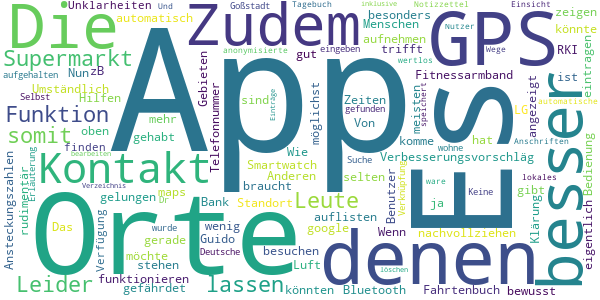 Unklarheiten Und Goßstadt Tagebuch inklusive Notizzettel Einsicht
Die automatisch Zudem besonders Menschen anonymisierte eingeben Nutzer GPS zeigen
Supermarkt aufnehmen trifft Wege wertlos könnte RKI
aufgehalten Nun zB gut Fitnessarmband ist eintragen
Umständlich Gebieten App Zeiten gefunden meisten speichert Es LG angezeigt
Selbst Hilfen sind Einträge möglichst Von automatische
Funktion mehr Telefonnummer komme hat Anschriften besser
somit oben gehabt Wie wohne Verbesserungsvorschläg
finden Smartwatch Suche
Ansteckungszahlen rudimentär Erläuterung bearbeiten Kontakt Anderen selten Verknüpfung ware Keine lokales Bedienung
Verzeichnis Dr braucht Benutzer gibt
gelungen maps Standort Leute ja Klärung
Das Orte Bank auflisten Wenn nachvollziehen eigentlich
Verfügung wurde wenig google denen
gerade Guido besuchen
Leider möchte Deutsche Luft
stehen lassen löschen
funktionieren könnten Bluetooth Fahrtenbuch bewusst
gefährdet